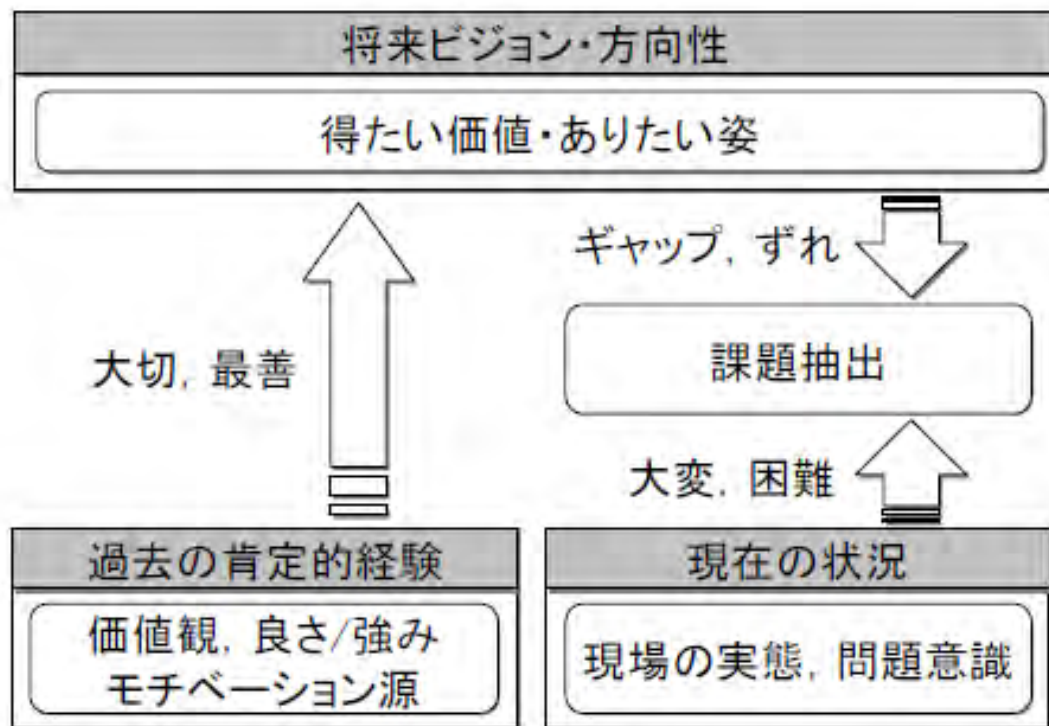 将来ビジョン・方向性
得たい価値・ありたい姿
ギャップ, ずれ
課題抽出
大切, 最善
大変, 困難
過去の肯定的経験
価値観, 良さ/強み
モチベーション源
現在の状況
現場の実態, 問題意識